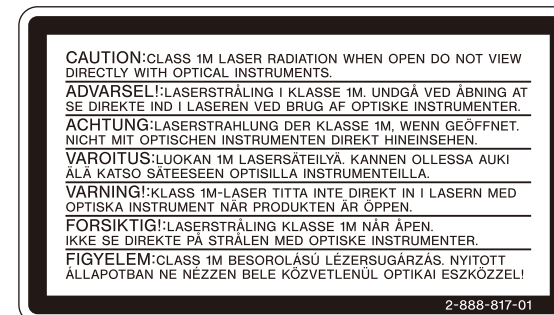 CAUTION:CLASS 1M LASER RADIATION WHEN OPEN DO NOT VIEW
DIRECTLY WITH OPTICAL INSTRUMENTS.
ADVARSEL!:LASERSTRÅLING I KLASSE 1M. UNDGÅ VED ÅBNING AT
SE DIREKTE IND I LASEREN VED BRUG AF OPTISKE INSTRUMENTER.
ACHTUNG:LASERSTRAHLUNG DER KLASSE 1M, WENN GEÖFFNET.
NICHT MIT OPTISCHEN INSTRUMENTEN DIREKT HINEINSEHEN.
VAROITUS:LUOKAN 1M LASERSÄTEILYÄ. KANNEN OLLESSA AUKI
ÄLÄ KATSO SÄTEESEEN OPTISILLA INSTRUMENTEILLA.
VARNING!:KLASS 1M-LASER TITTA INTE DIREKT IN I LASERN MED
OPTISKA INSTRUMENT NÄR PRODUKTEN ÄR ÖPPEN.
FORSIKTIG!:LASERSTRÅLING KLASSE 1M NÅR ÅPEN.
IKKE SE DIREKTE PÅ STRÅLEN MED OPTISKE INSTRUMENTER.
FIGYELEM:CLASS 1M BESOROLÁSÚ LÉZERSUGÁRZÁS. NYITOTT
ÁLLAPOTBAN NE NÉZZEN BELE KÖZVETLENÜL OPTIKAI ESZKÖZZEL!
2-888-817-01